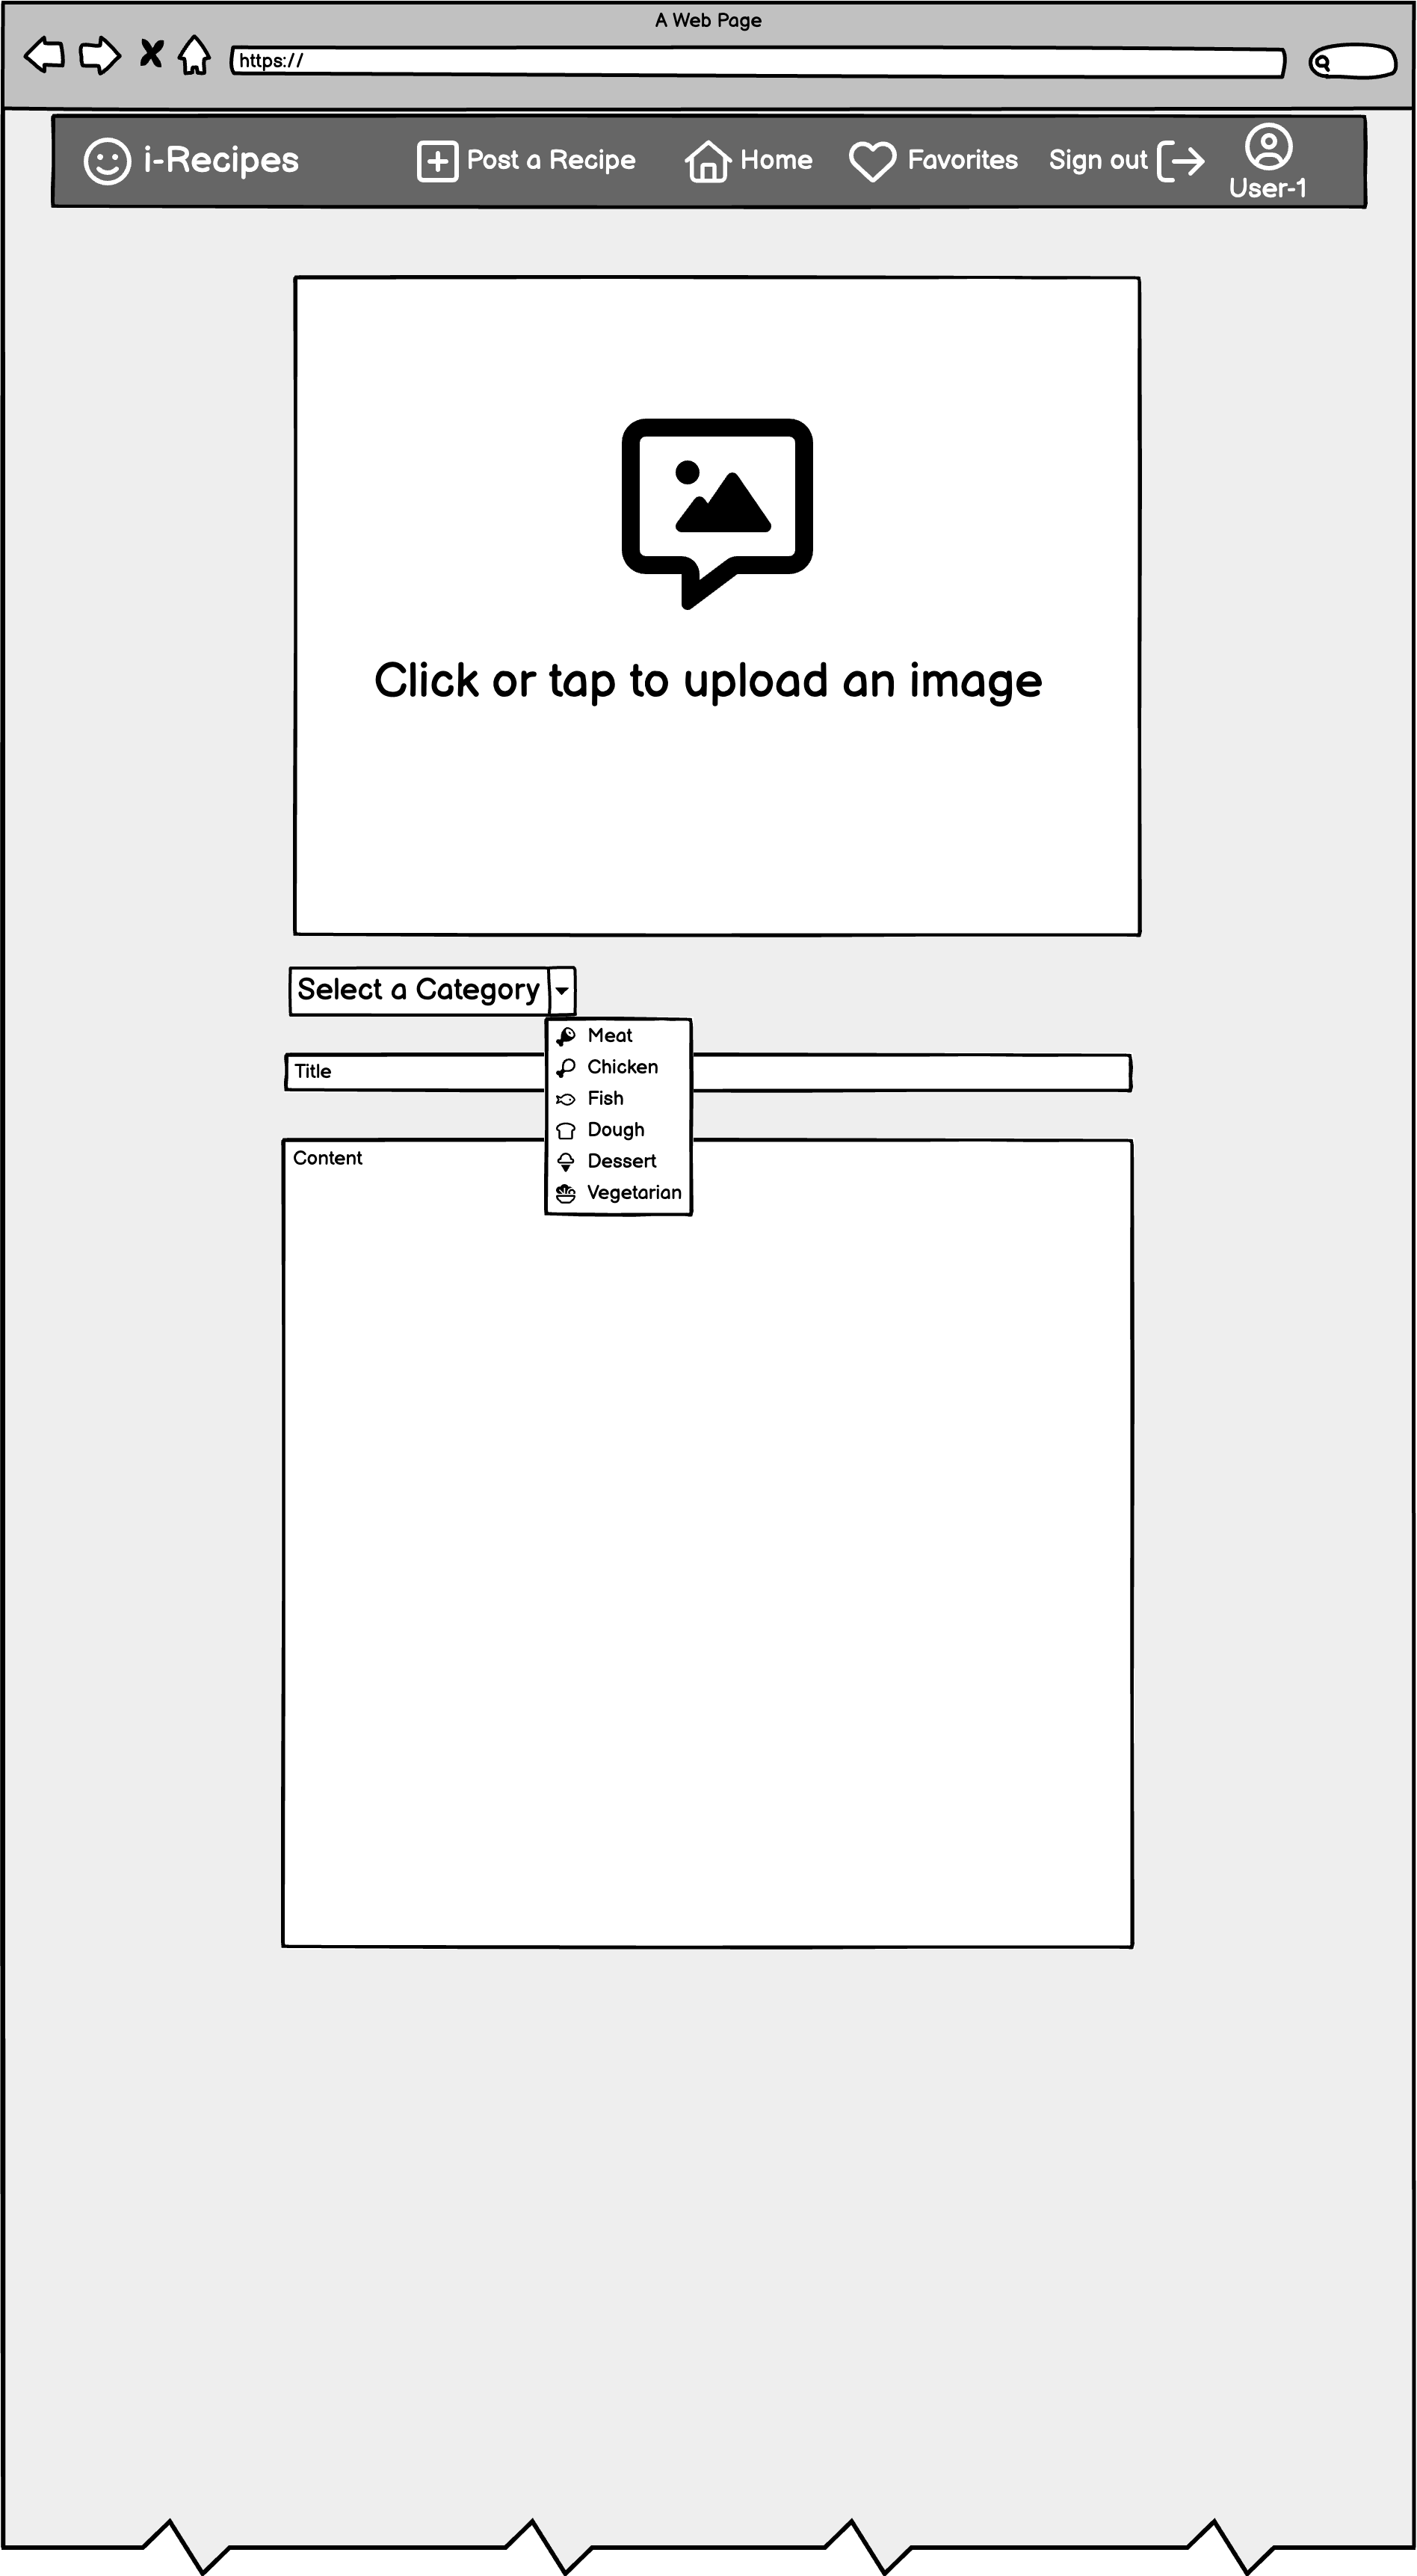 A Web Page
https://
i-Recipes Post a Recipe Home Favorites Sign out User-1
Click or tap to upload an image
Select a Category
Meat
Chicken
Fish
Dough
Dessert
Vegetarian
Title
Content